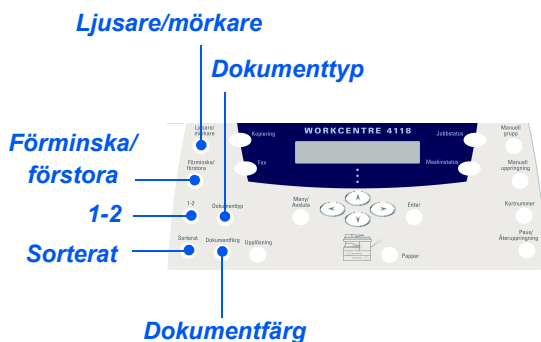 Ljusare/mörkare
Dokumenttyp
Förminska/
förstora
1-2
Sorterat
Dokumentfärg
Ljusare/
mörkare
Förminska/
förstora
1-2
Dokumenttyp
Sorterat
Dokumentfärg
Upplösning
Kopiering
Fax
WORKCENTRE 4118
Jobbstatus
Maskinstatus
Meny/
Avsluta
Enter
Papper
Manuell
grupp
Manuell
uppringning
Kortnummer
Paus/
Återuppringning